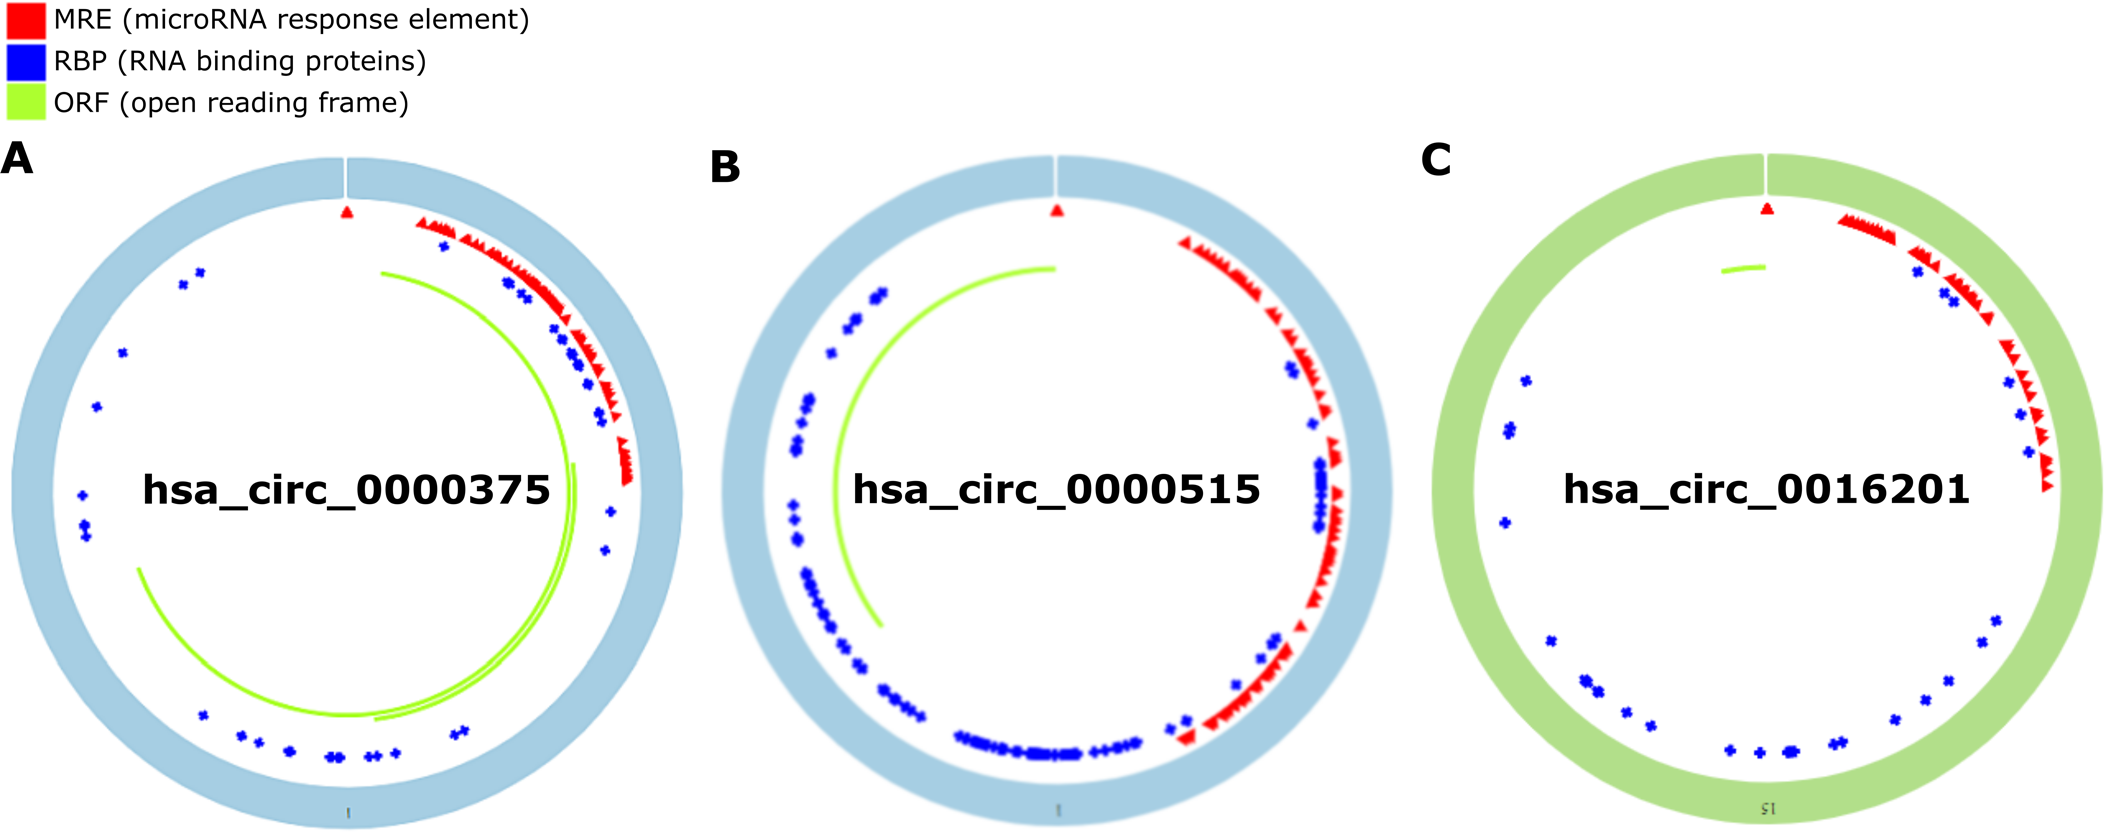 MRE (microRNA response element)
RBP (RNA binding proteins)
ORF (open reading frame)
A
B
C
hsa_circ_0000375
hsa_circ_0000515
hsa_circ_0016201
1
1
15